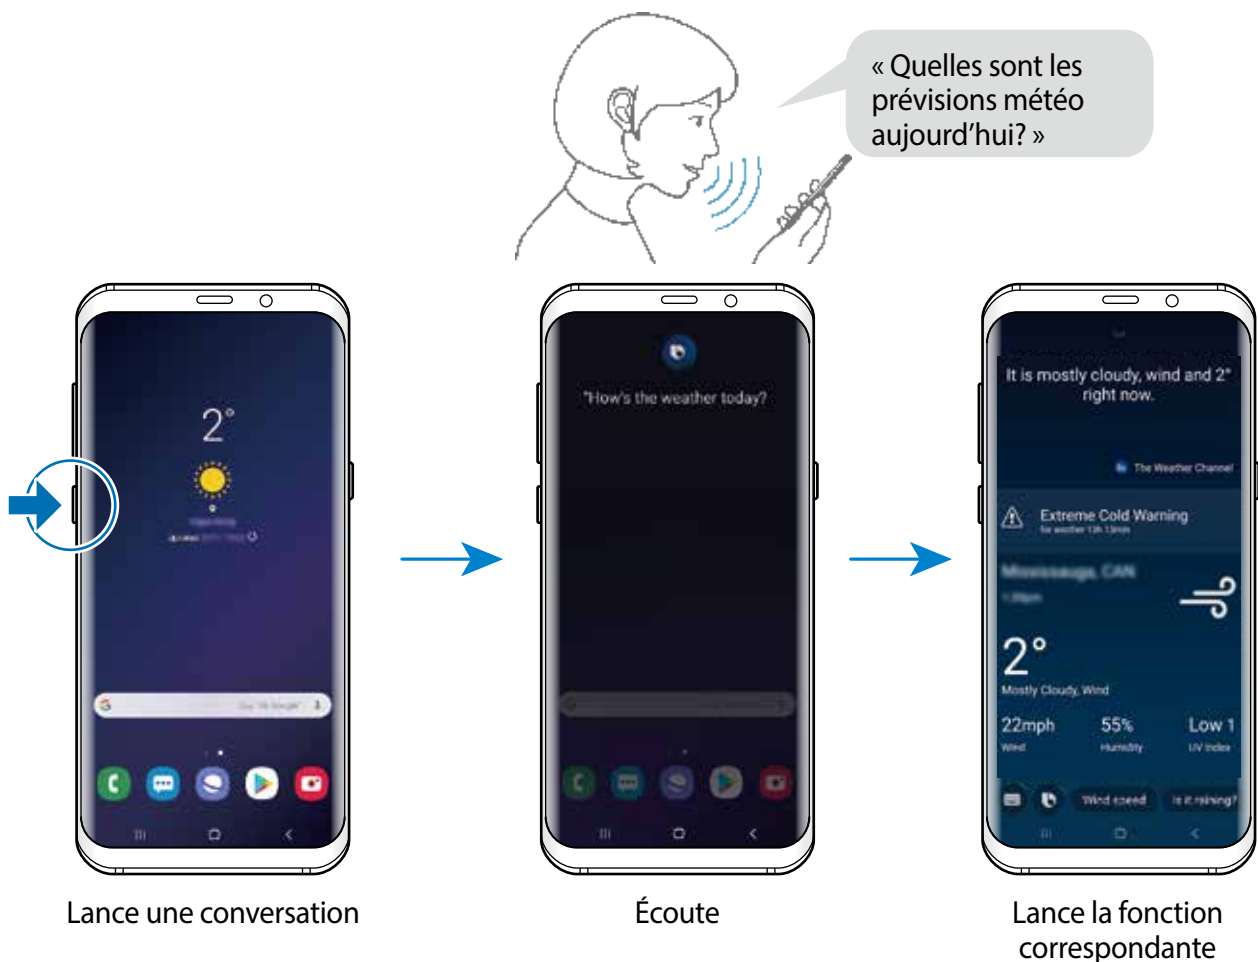 « Quelles sont les
prévisions météo
aujourd’hui? »
2°
Lance une conversation
"How's the weather today?
Écoute
It is mostly cloudy, wind and 2°
right now.
The Weather Channel
Extreme Cold Warning
Mississauga, CAN
2°
Mostly Cloudy, Wind
22mph
55%
Low 1
Wind
Humidity
UV Index
Wind speed
Is it raining?
Lance la fonction
correspondante